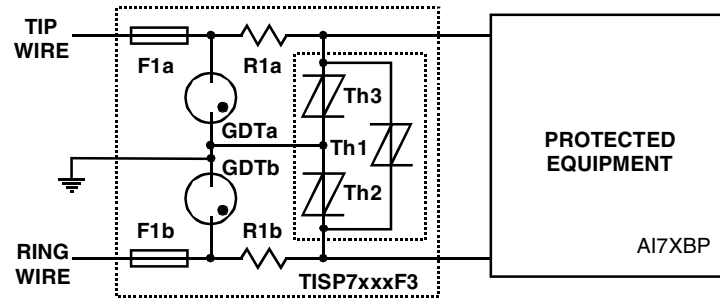 TIP
WIRE
F1a
R1a
Th3
GDTa
Th1
GDTb
Th2
F1b
R1b
RING
WIRE
TISP7xxxF3
PROTECTED
EQUIPMENT
AI7XBP